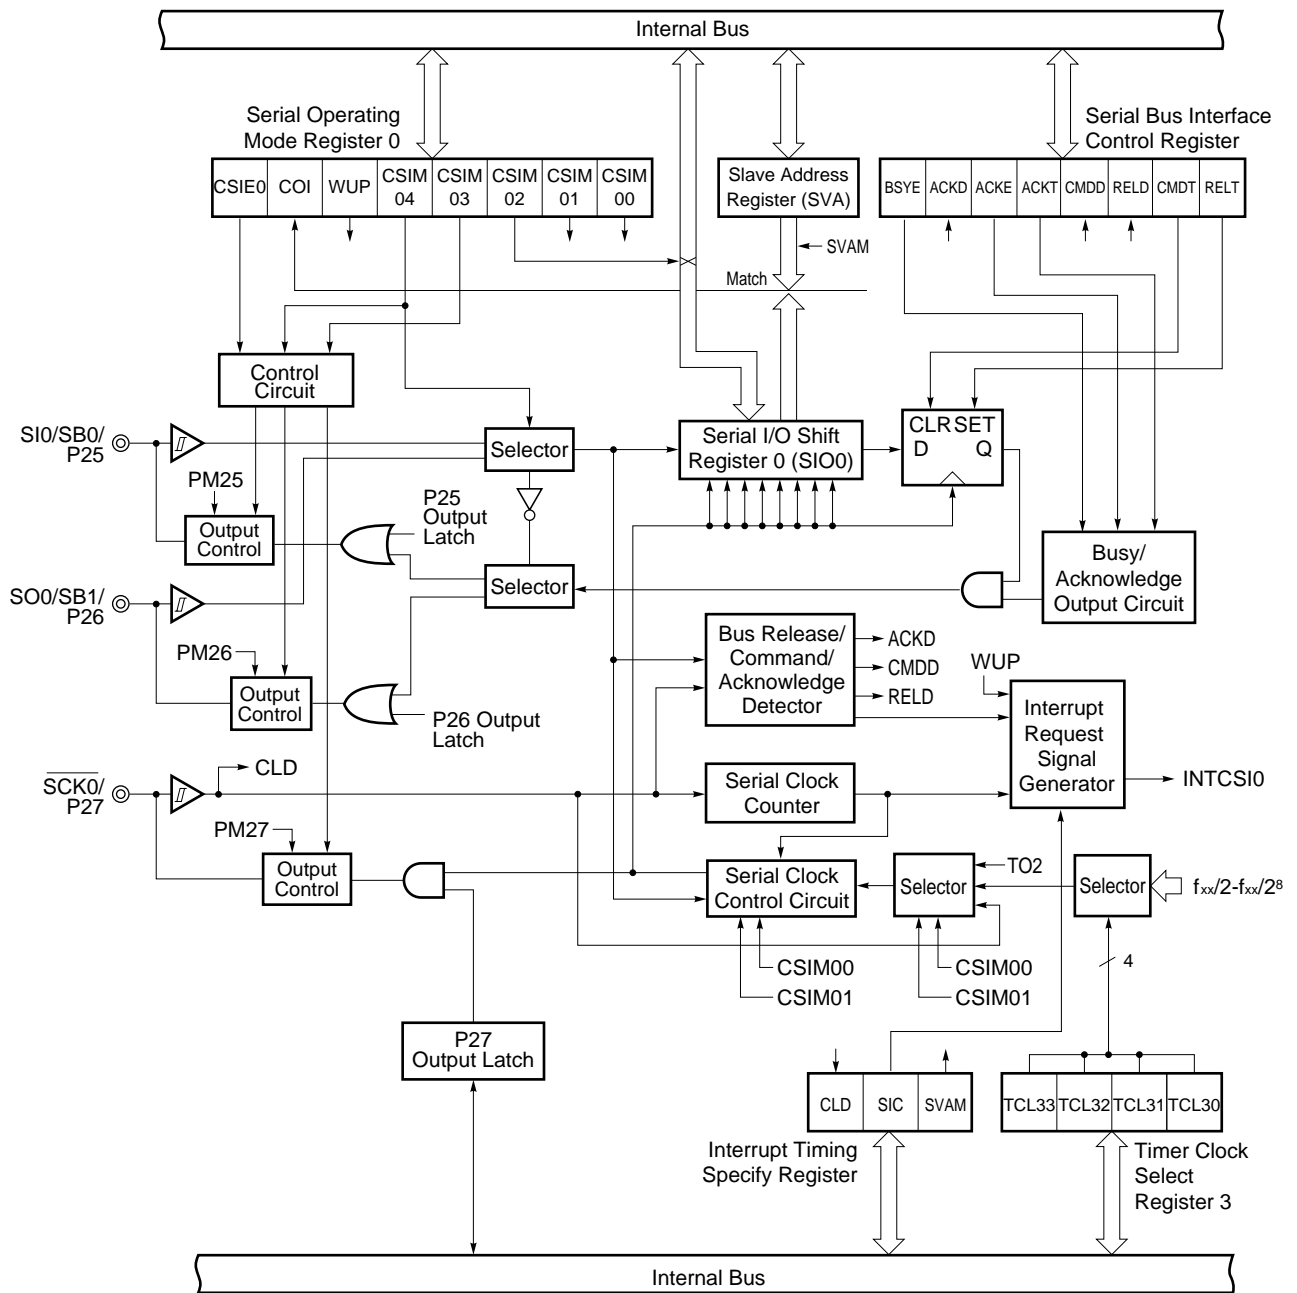 Internal Bus
Serial Operating
Mode Register 0
Serial Bus Interface
Control Register
CSIE0
COI
WUP
CSIM
04
CSIM
03
CSIM
02
CSIM
01
CSIM
00
Slave Address
Register (SVA)
BSYE
ACKD
ACKE
ACKT
CMDD
RELD
CMDT
RELT
SVAM
Match
Control
Circuit
SI0/SB0/
P25
Selector
Serial I/O Shift
Register 0 (SIO0)
CLR SET
D Q
PM25
Output
Control
P25
Output
Latch
Selector
Busy/
Acknowledge
Output Circuit
SO0/SB1/
P26
Bus Release/
Command/
Acknowledge
Detector
ACKD
CMDD
RELD
WUP
PM26
Output
Control
P26 Output
Latch
Interrupt
Request
Signal
Generator
INTCSI0
SCK0/
P27
CLD
Serial Clock
Counter
PM27
Output
Control
Serial Clock
Control Circuit
Selector
TO2
Selector
fxx/2-fxx/2⁸
CSIM00
CSIM01
CSIM00
CSIM01
4
P27
Output Latch
CLD
SIC
SVAM
TCL33
TCL32
TCL31
TCL30
Interrupt Timing
Specify Register
Timer Clock
Select
Register 3
Internal Bus